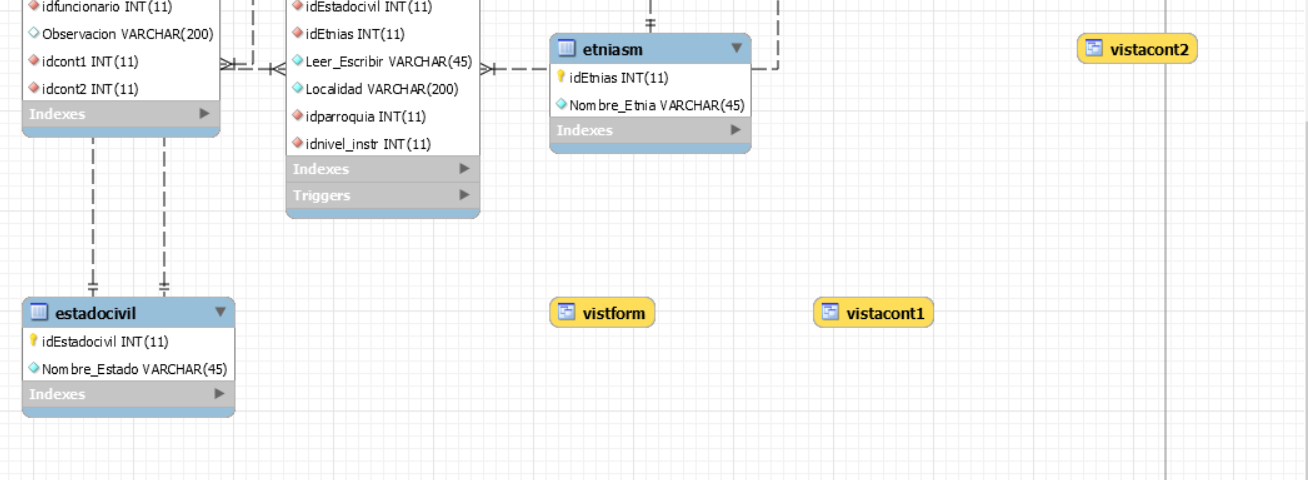 idfuncionario INT(11)
Observacion VARCHAR(200)
idcont1 INT(11)
idcont2 INT(11)
Indexes
idEstadocivil INT(11)
idEtnias INT(11)
Leer_Escribir VARCHAR(45)
Localidad VARCHAR(200)
idparroquia INT(11)
idnivel_instr INT(11)
Indexes
Triggers
etniasm
idEtnias INT(11)
Nombre_Etnia VARCHAR(45)
Indexes
vistacont2
estadocivil
idEstadocivil INT(11)
Nombre_Estado VARCHAR(45)
Indexes
vistform
vistacont1